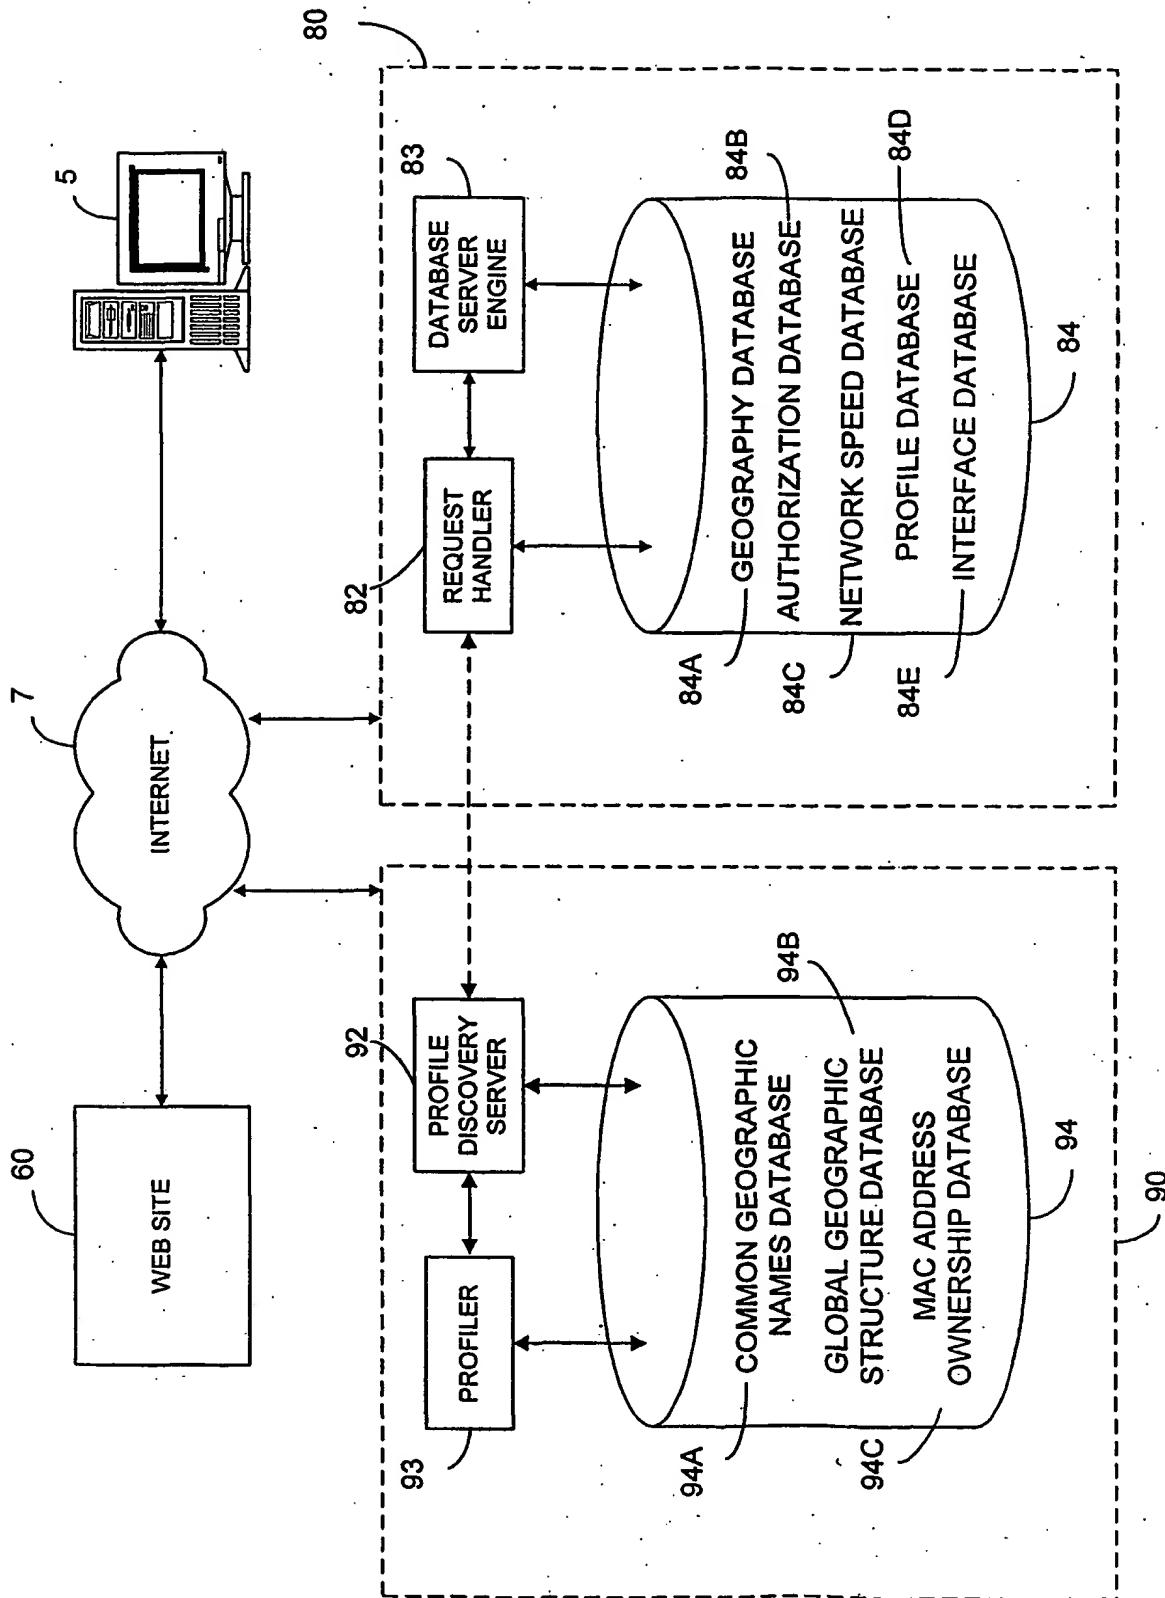 60
WEB SITE
7
INTERNET
5
80
90
93
PROFILER
92
PROFILE
DISCOVERY
SERVER
82
REQUEST
HANDLER
83
DATABASE
SERVER
ENGINE
94A
COMMON GEOGRAPHIC
NAMES DATABASE
94B
GLOBAL GEOGRAPHIC
STRUCTURE DATABASE
94C
MAC ADDRESS
OWNERSHIP DATABASE
94
84A
GEOGRAPHY DATABASE
84B
AUTHORIZATION DATABASE
84C
NETWORK SPEED DATABASE
84D
PROFILE DATABASE
84E
INTERFACE DATABASE
84